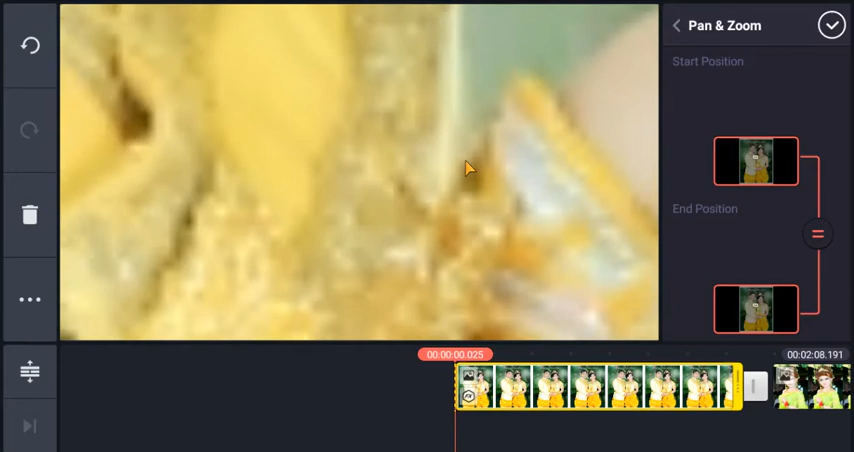 Pan & Zoom
Start Position
End Position
00:00:00.025
00:02:08.191